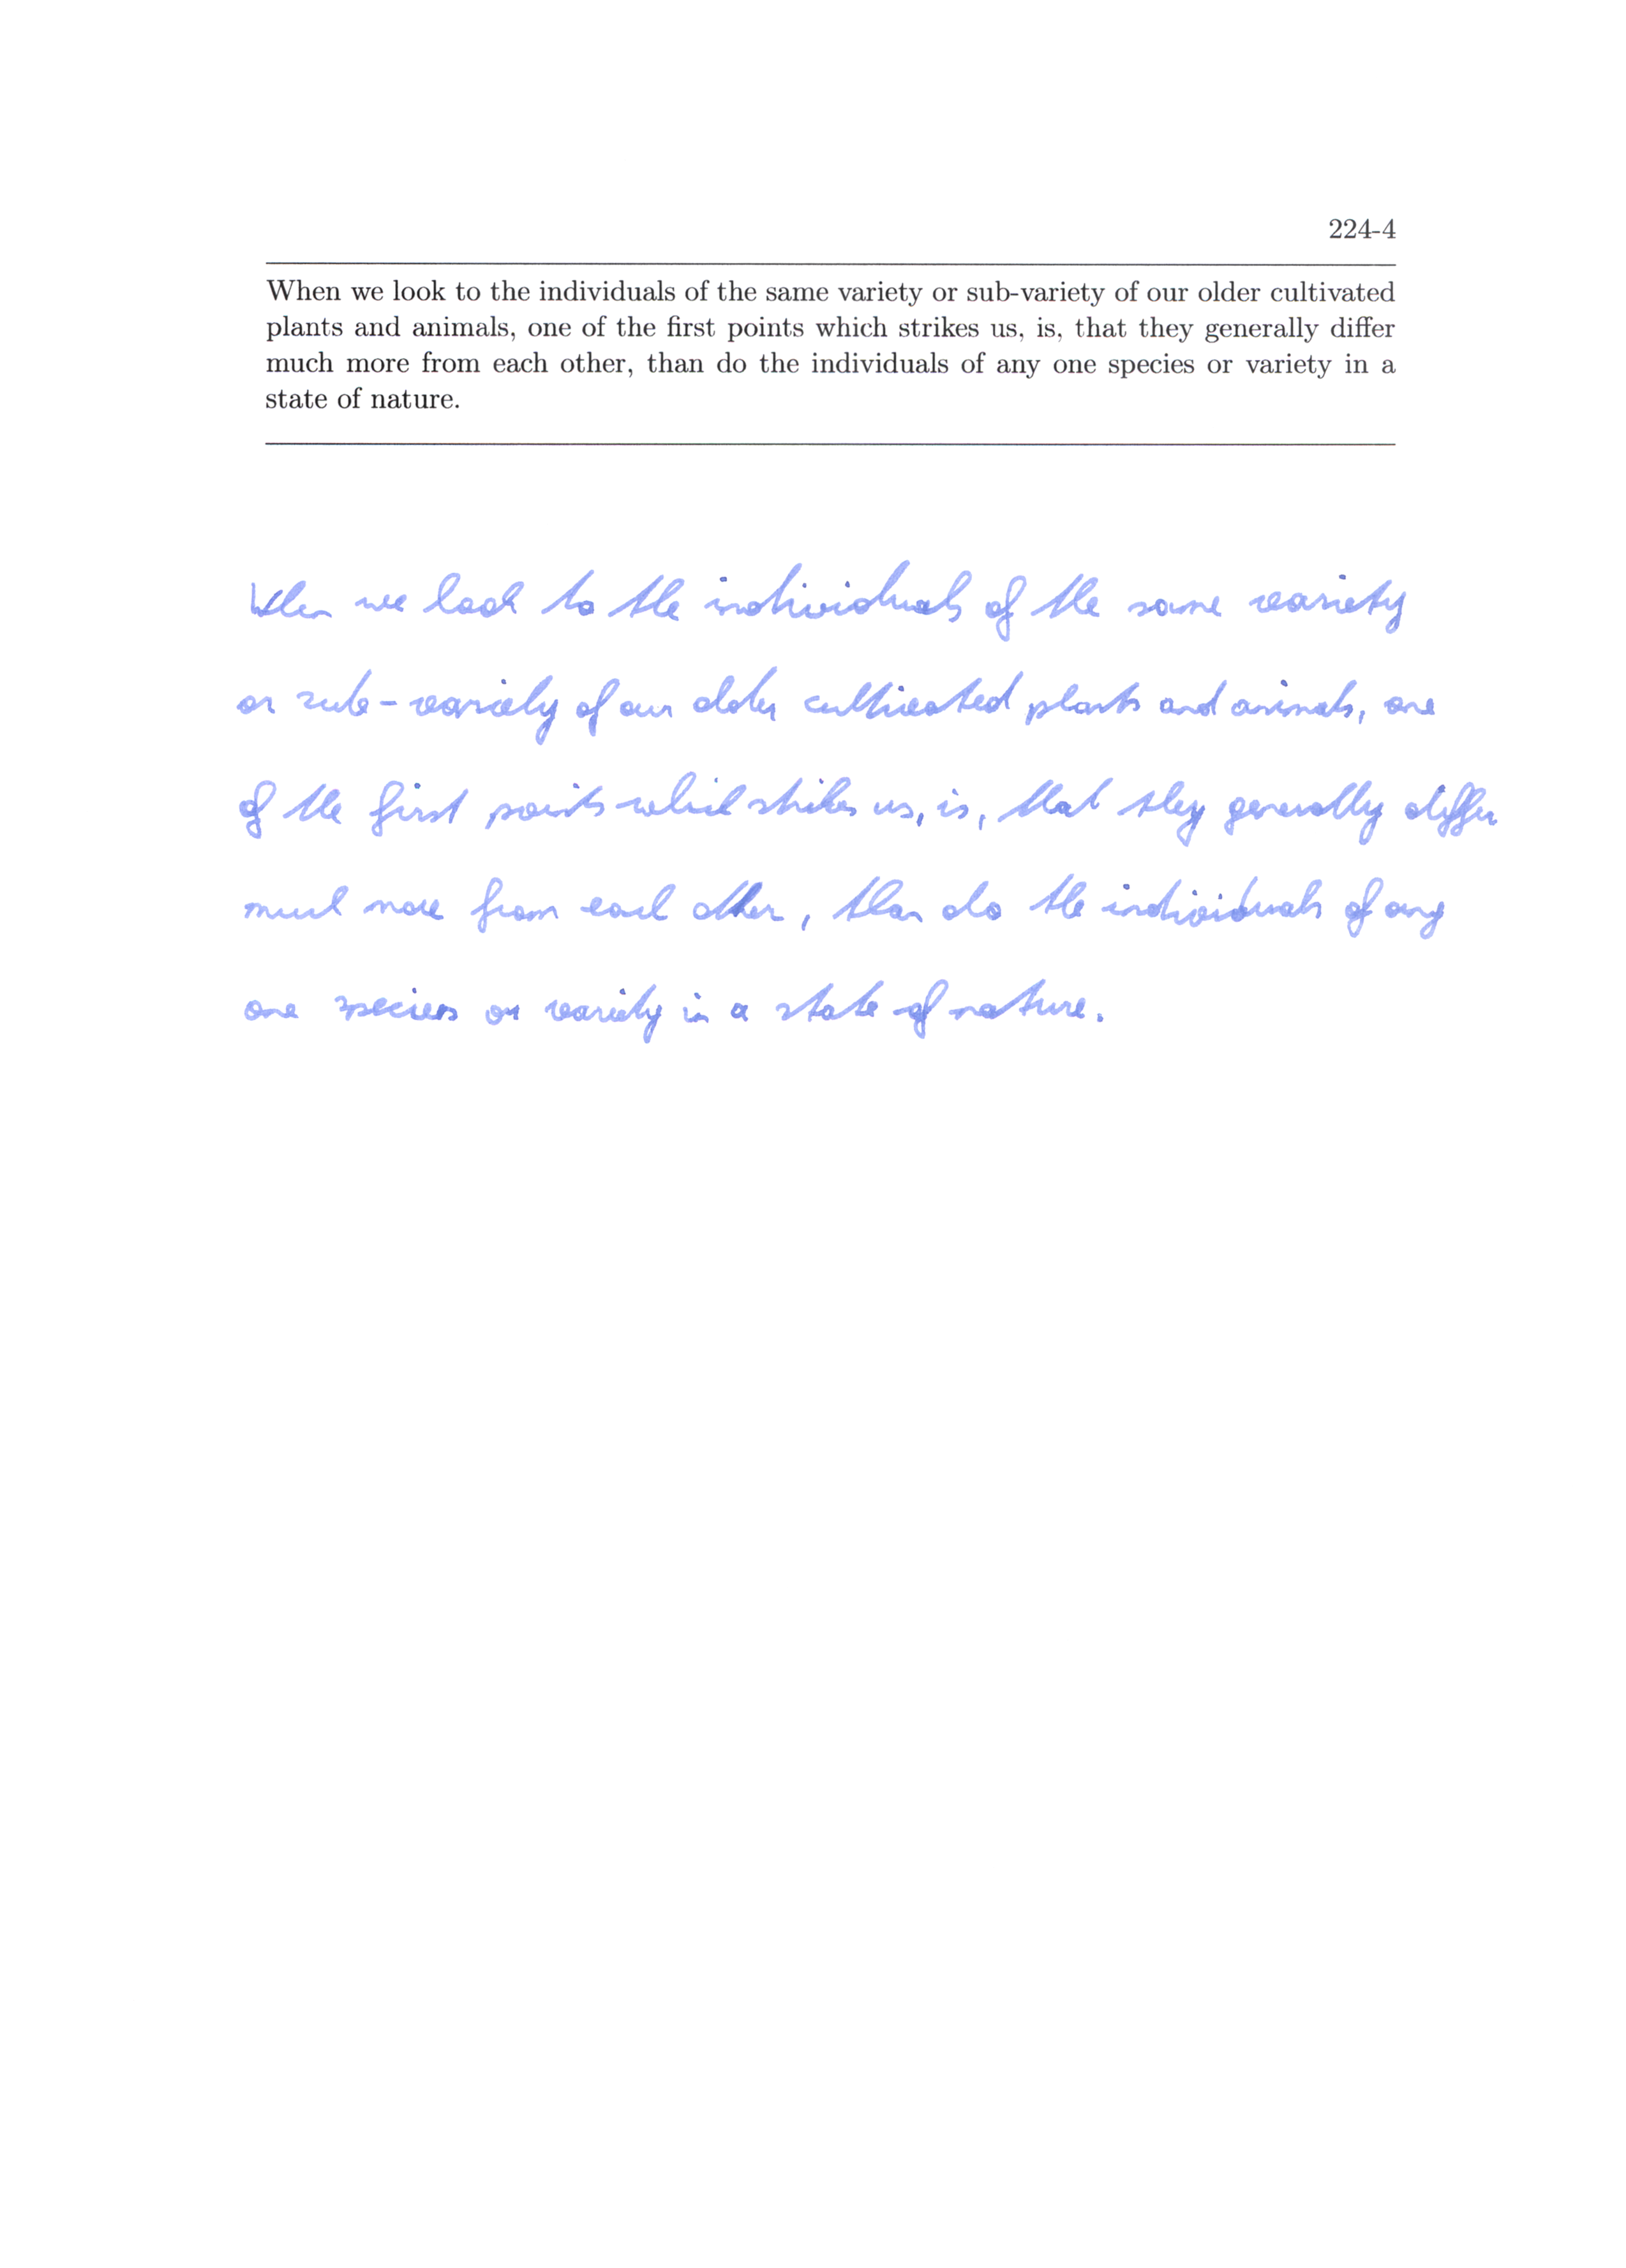 224-4
When we look to the individuals of the same variety or sub-variety of our older cultivated
plants and animals, one of the first points which strikes us, is, that they generally differ
much more from each other, than do the individuals of any one species or variety in a
state of nature.
When we look to the individuals of the same variety
or sub-variety of our older cultivated plants and animals, one
of the first points which strikes us, is, that they generally differ
much more from each other, than do the individuals of any
one species or variety in a state of nature.